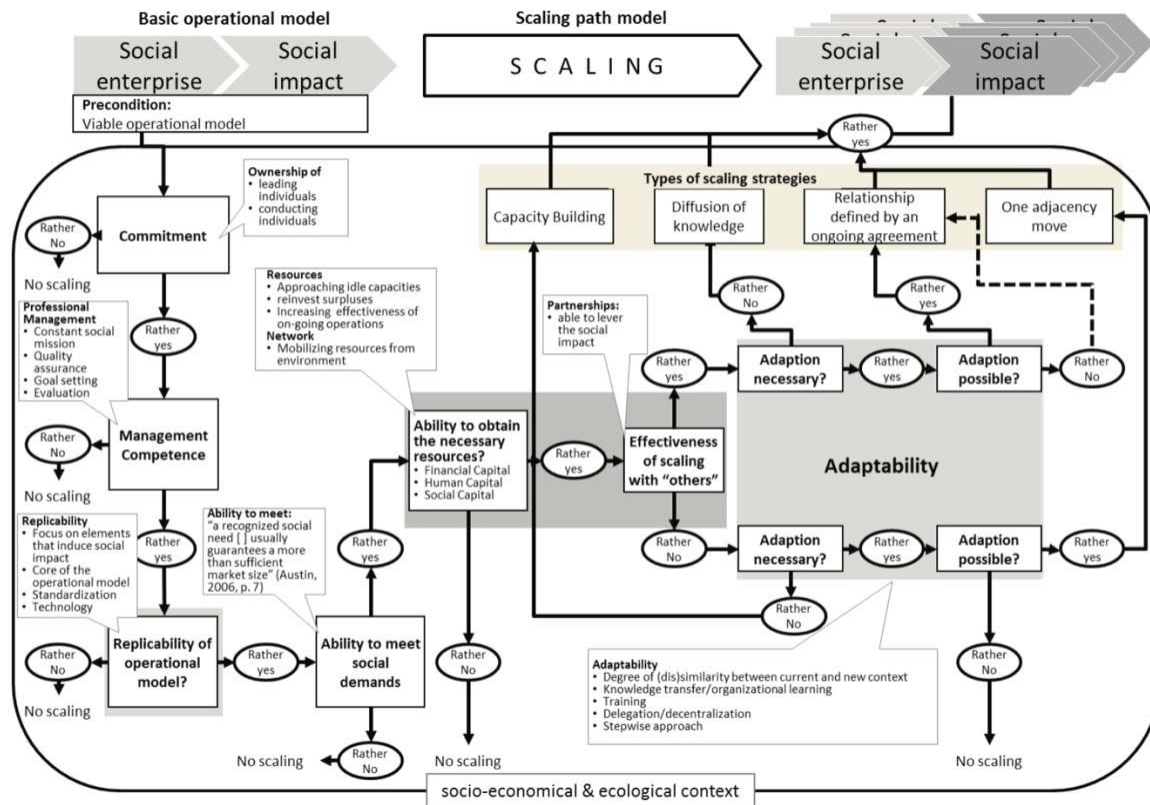 Basic operational model
Scaling path model
Social
enterprise
Social
impact
SCALING
Social
enterprise
Social
impact
Precondition:
Viable operational model
Rather
yes
Ownership of
• leading
individuals
• conducting
individuals
Types of scaling strategies
Capacity Building
Diffusion of
knowledge
Relationship
defined by an
ongoing agreement
One adjacency
move
Rather
No
Commitment
No scaling
Professional
Management
• Constant social
mission
• Quality
assurance
• Goal setting
• Evaluation
Rather
yes
Resources
• Approaching idle capacities
• reinvest surpluses
• Increasing effectiveness of
on-going operations
Network
• Mobilizing resources from
environment
Partnerships:
• able to lever
the social
impact
Rather
No
Rather
yes
Rather
yes
Adaption
necessary?
Rather
yes
Adaption
possible?
Rather
No
Rather
No
Management
Competence
No scaling
Ability to obtain
the necessary
resources?
• Financial Capital
• Human Capital
• Social Capital
Rather
yes
Effectiveness
of scaling
with “others”
Adaptability
Replicability
• Focus on elements
that induce social
impact
• Core of the
operational model
• Standardization
• Technology
Rather
yes
Ability to meet:
“a recognized social
need [ ] usually
guarantees a more
than sufficient
market size” (Austin,
2006, p. 7)
Rather
yes
Rather
No
Adaption
necessary?
Rather
yes
Adaption
possible?
Rather
yes
Rather
No
Rather
No
Replicability of
operational
model?
Rather
yes
Ability to meet
social
demands
Rather
No
Rather
No
No scaling
Adaptability
• Degree of (dis)similarity between current and new context
• Knowledge transfer/organizational learning
• Training
• Delegation/decentralization
• Stepwise approach
No scaling
Rather
No
No scaling
No scaling
socio-economical & ecological context